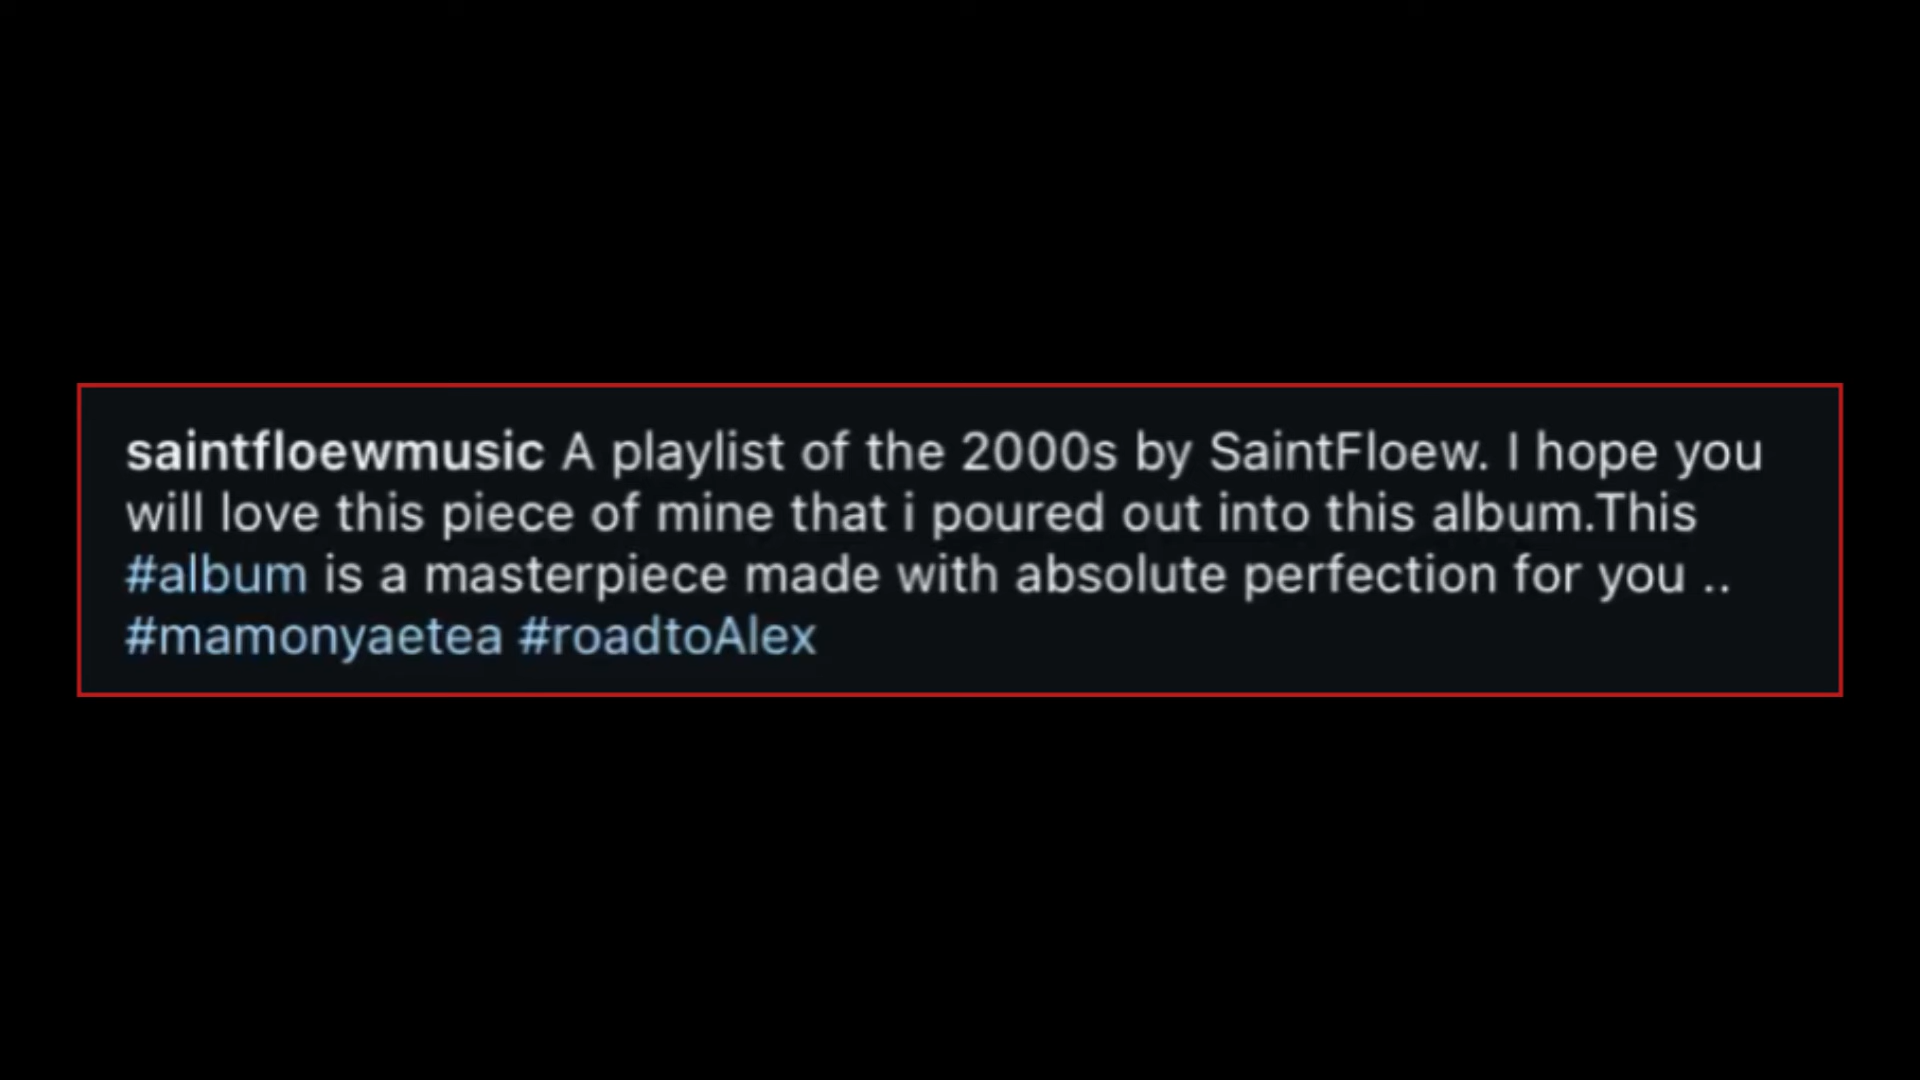 saintfloewmusic A playlist of the 2000s by SaintFloew. I hope you
will love this piece of mine that i poured out into this album.This
#album is a masterpiece made with absolute perfection for you ..
#mamonyaetea #roadtoAlex